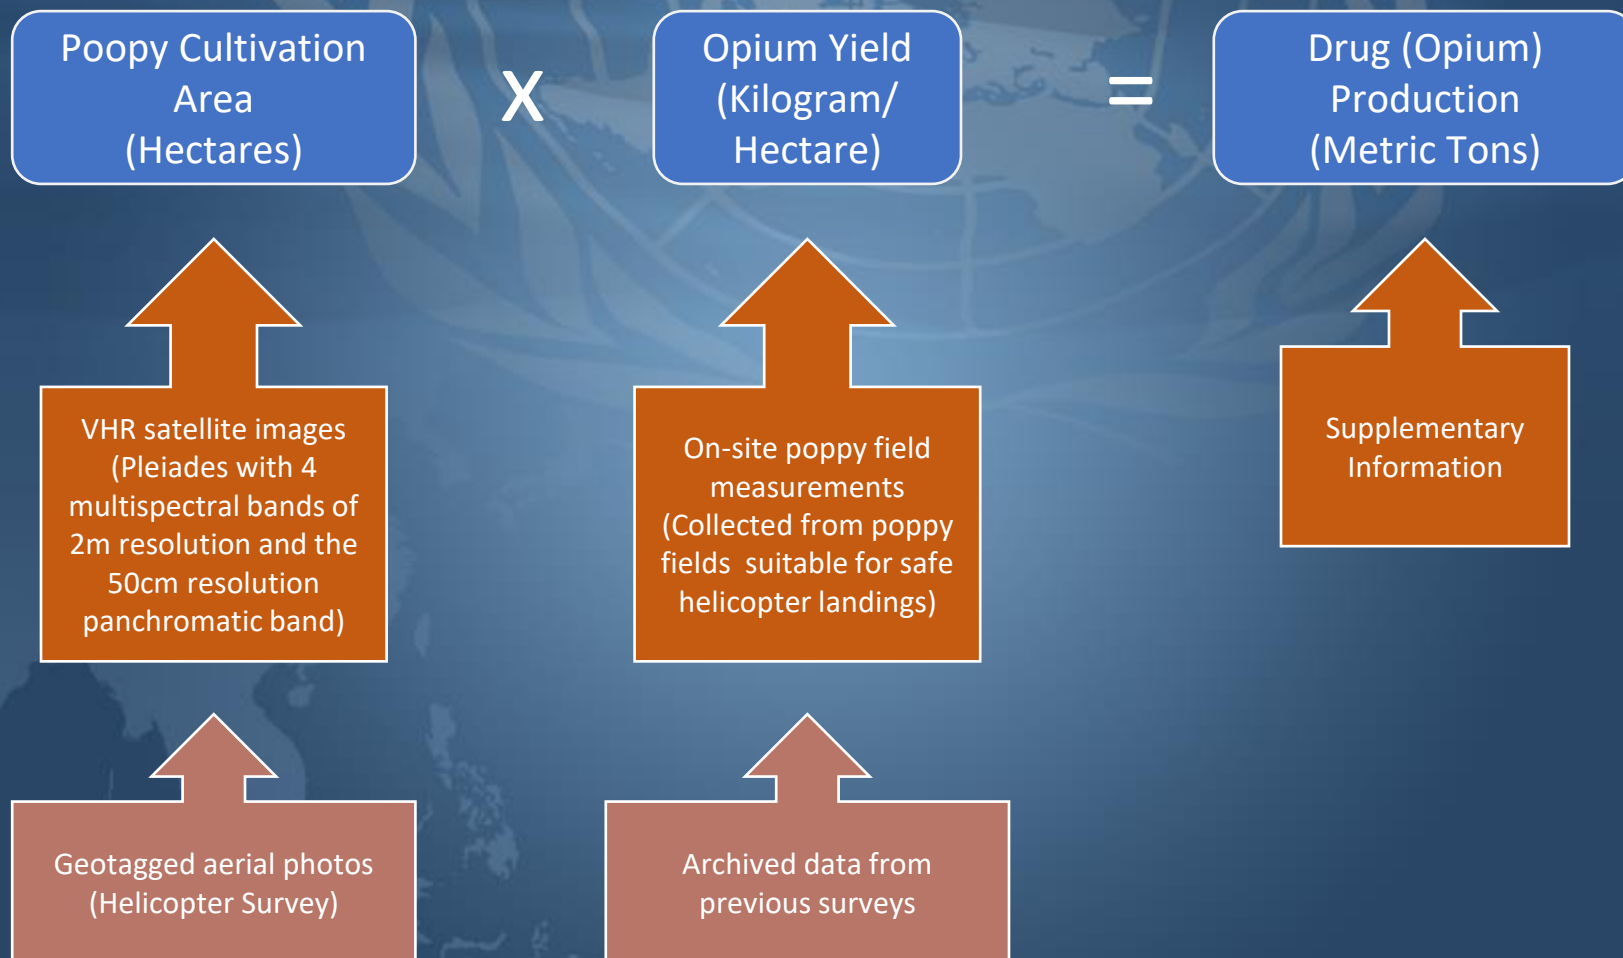 Poopy Cultivation
Area
(Hectares)
X
Opium Yield
(Kilogram/
Hectare)
=
Drug (Opium)
Production
(Metric Tons)
VHR satellite images
(Pleiades with 4
multispectral bands of
2m resolution and the
50cm resolution
panchromatic band)
On-site poppy field
measurements
(Collected from poppy
fields suitable for safe
helicopter landings)
Supplementary
Information
Geotagged aerial photos
(Helicopter Survey)
Archived data from
previous surveys